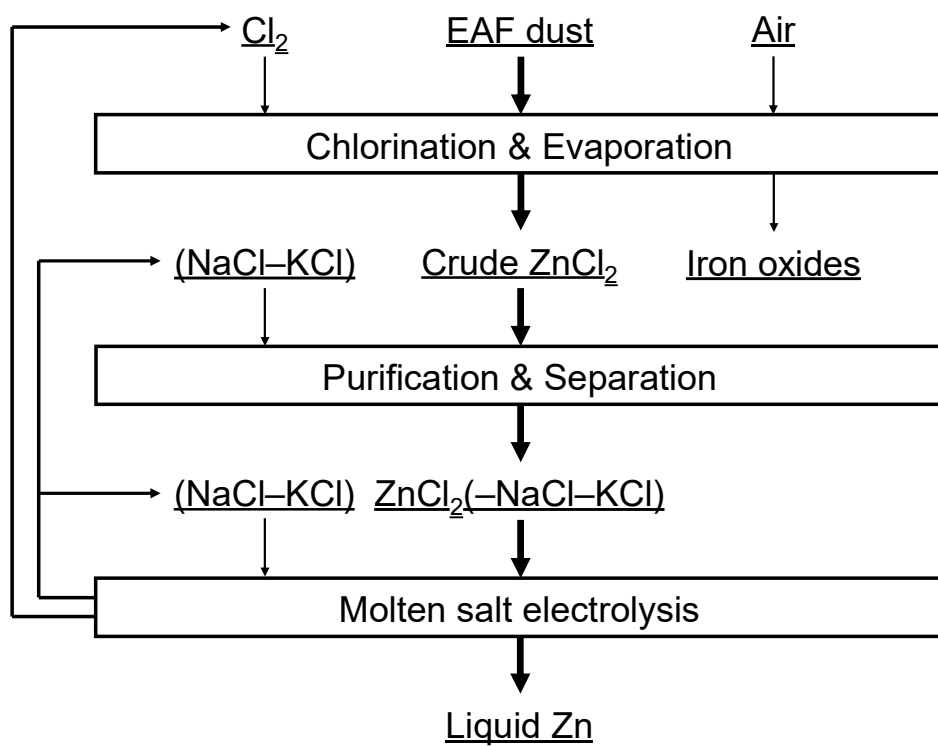 Cl₂ EAF dust Air
Chlorination & Evaporation
(NaCl–KCl) Crude ZnCl₂ Iron oxides
Purification & Separation
(NaCl–KCl) ZnCl₂(–NaCl–KCl)
Molten salt electrolysis
Liquid Zn